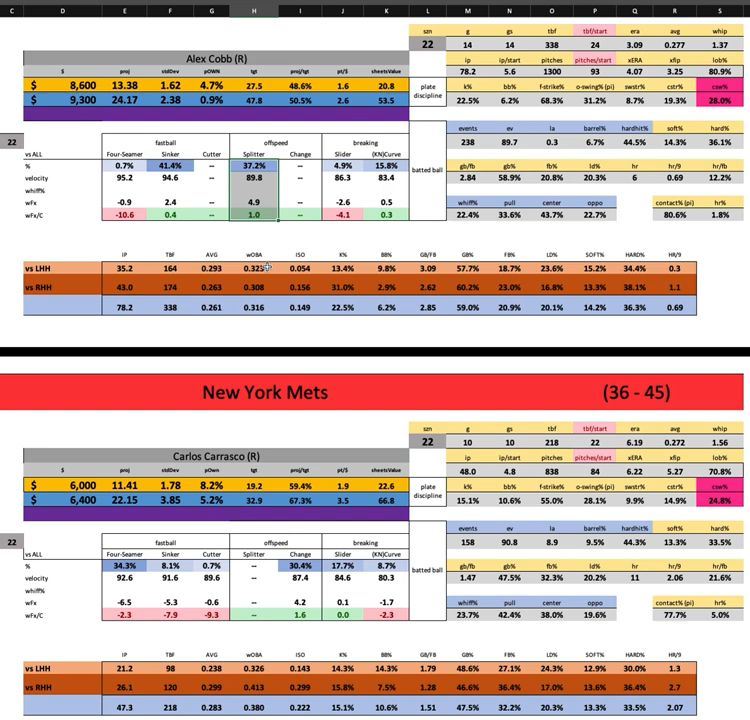 C D E F G H I J K L M N O P Q R S
szn g gs tbf tbf/start era avg whip
22 14 14 338 24 3.09 0.277 1.37
Alex Cobb (R) ip ip/start pitches pitches/start xERA xfip lob%
$ proj stdDev pOWN tgt proj/tgt pt/$ sheetsValue 78.2 5.6 1300 93 4.07 3.25 80.9%
$ 8,600 13.38 1.62 4.7% 27.5 48.6% 1.6 20.8 plate discipline k% bb% f-strike% o-swing% (pi) swstr% cstr% csw%
$ 9,300 24.17 2.38 0.9% 47.8 50.5% 2.6 53.5 22.5% 6.2% 68.3% 31.2% 8.7% 19.3% 28.0%
events ev la barrel% hardhit% soft% hard%
22 fastball offspeed breaking 238 89.7 0.3 6.7% 44.5% 14.3% 36.1%
vs ALL Four-Seamer Sinker Cutter Splitter Change Slider (KN)Curve
% 0.7% 41.4% -- 37.2% -- 4.9% 15.8% batted ball gb/fb gb% fb% ld% hr hr/9 hr/fb
velocity 95.2 94.6 -- 89.8 -- 86.3 83.4 2.84 58.9% 20.8% 20.3% 6 0.69 12.2%
whiff%
wFx -0.9 2.4 -- 4.9 -- -2.6 0.5 whiff% pull center oppo contact% (pi) hr%
wFx/C -10.6 0.4 -- 1.0 -- -4.1 0.3 22.4% 33.6% 43.7% 22.7% 80.6% 1.8%
IP TBF AVG wOBA ISO K% BB% GB/FB GB% FB% LD% SOFT% HARD% HR/9
vs LHH 35.2 164 0.293 0.325 0.054 13.4% 9.8% 3.09 57.7% 18.7% 23.6% 15.2% 34.4% 0.3
vs RHH 43.0 174 0.263 0.308 0.156 31.0% 2.9% 2.62 60.2% 23.0% 16.8% 13.3% 38.1% 1.1
78.2 338 0.261 0.316 0.149 22.5% 6.2% 2.85 59.0% 20.9% 20.1% 14.2% 36.3% 0.69
New York Mets (36 - 45)
szn g gs tbf tbf/start era avg whip
22 10 10 218 22 6.19 0.272 1.56
Carlos Carrasco (R) ip ip/start pitches pitches/start xERA xfip lob%
$ proj stdDev pOwn tgt proj/tgt pt/$ sheetsValue 48.0 4.8 838 84 6.22 5.27 70.8%
$ 6,000 11.41 1.78 8.2% 19.2 59.4% 1.9 22.6 plate discipline k% bb% f-strike% o-swing% (pi) swstr% cstr% csw%
$ 6,400 22.15 3.85 5.2% 32.9 67.3% 3.5 66.8 15.1% 10.6% 55.0% 28.1% 9.9% 14.9% 24.8%
events ev la barrel% hardhit% soft% hard%
22 fastball offspeed breaking 158 90.8 8.9 9.5% 44.3% 13.3% 33.5%
vs ALL Four-Seamer Sinker Cutter Splitter Change Slider (KN)Curve
% 34.3% 8.1% 0.7% -- 30.4% 17.7% 8.7% batted ball gb/fb gb% fb% ld% hr hr/9 hr/fb
velocity 92.6 91.6 89.6 -- 87.4 84.6 80.3 1.47 47.5% 32.3% 20.2% 11 2.06 21.6%
whiff%
wFx -6.5 -5.3 -0.6 -- 4.2 0.1 -1.7 whiff% pull center oppo contact% (pi) hr%
wFx/C -2.3 -7.9 -9.3 -- 1.6 0.0 -2.3 23.7% 42.4% 38.0% 19.6% 77.7% 5.0%
IP TBF AVG wOBA ISO K% BB% GB/FB GB% FB% LD% SOFT% HARD% HR/9
vs LHH 21.2 98 0.238 0.326 0.143 14.3% 14.3% 1.79 48.6% 27.1% 24.3% 12.9% 30.0% 1.3
vs RHH 26.1 120 0.299 0.413 0.299 15.8% 7.5% 1.28 46.6% 36.4% 17.0% 13.6% 36.4% 2.7
47.3 218 0.283 0.380 0.222 15.1% 10.6% 1.51 47.5% 32.2% 20.3% 13.3% 33.5% 2.07